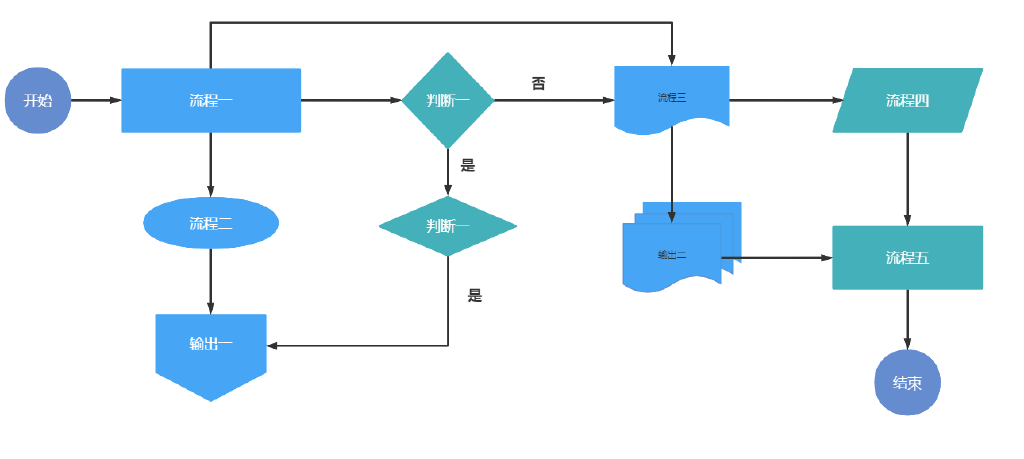 开始
流程一
判断一
否
流程三
流程四
是
流程二
判断一
输出二
流程五
是
输出一
结束